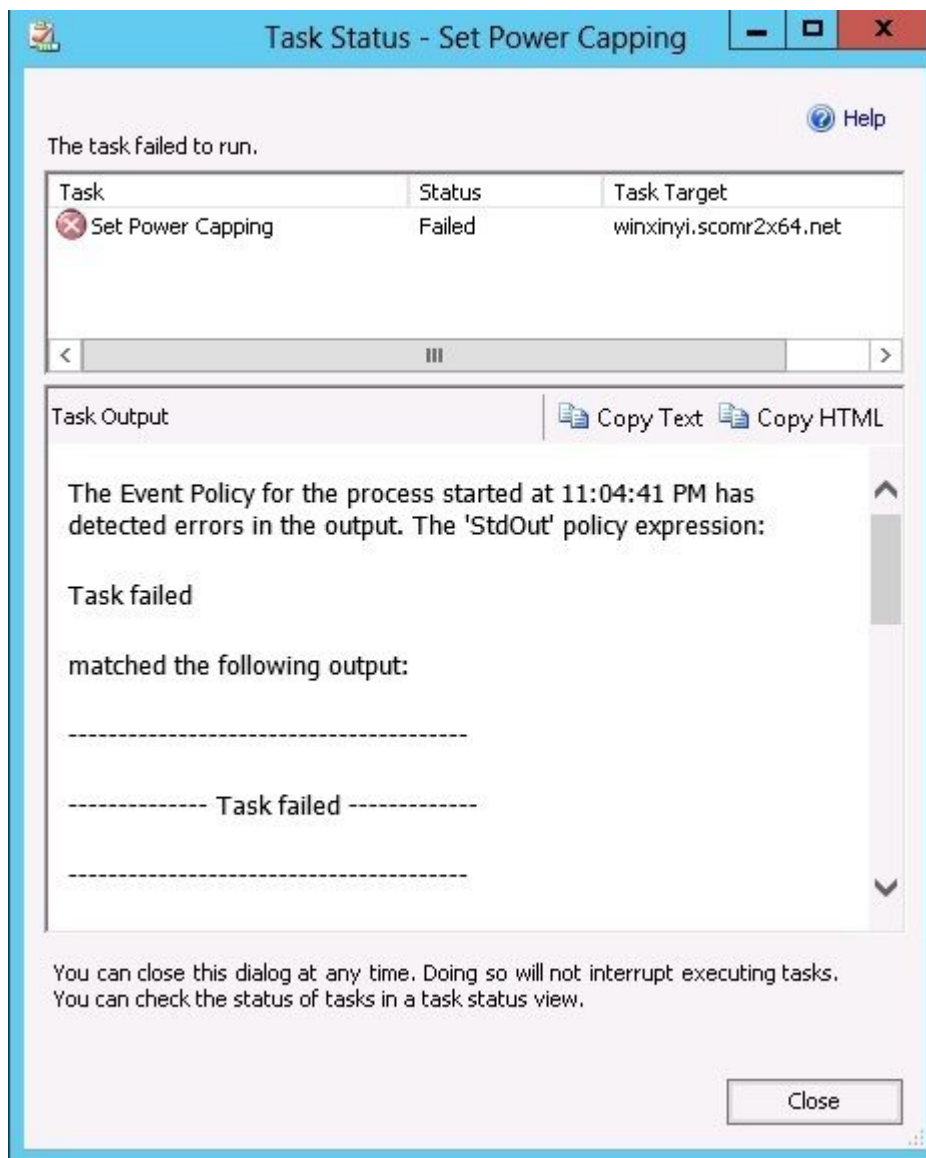 Task Status - Set Power Capping
Help
The task failed to run.
Task Status Task Target
Set Power Capping Failed winxinyi.scomr2x64.net
Task Output Copy Text Copy HTML
The Event Policy for the process started at 11:04:41 PM has
detected errors in the output. The 'StdOut' policy expression:
Task failed
matched the following output:
----------------------------------------
-------------- Task failed -------------
----------------------------------------
You can close this dialog at any time. Doing so will not interrupt executing tasks.
You can check the status of tasks in a task status view.
Close